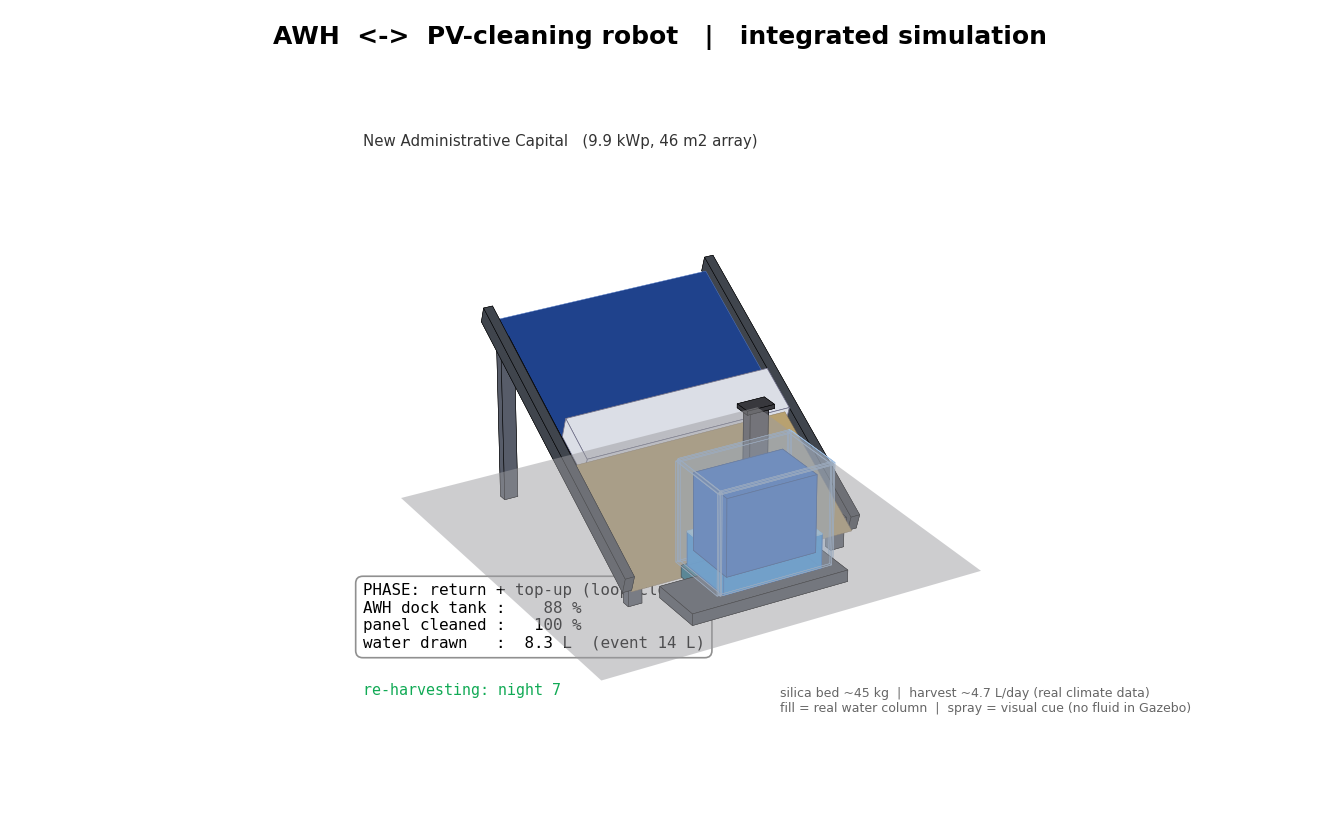 AWH <-> PV-cleaning robot | integrated simulation
New Administrative Capital (9.9 kWp, 46 m2 array)
PHASE: return + top-up (loop
AWH dock tank : 88 %
panel cleaned : 100 %
water drawn : 8.3 L (event 14 L)
re-harvesting: night 7
silica bed ~45 kg | harvest ~4.7 L/day (real climate data)
fill = real water column | spray = visual cue (no fluid in Gazebo)